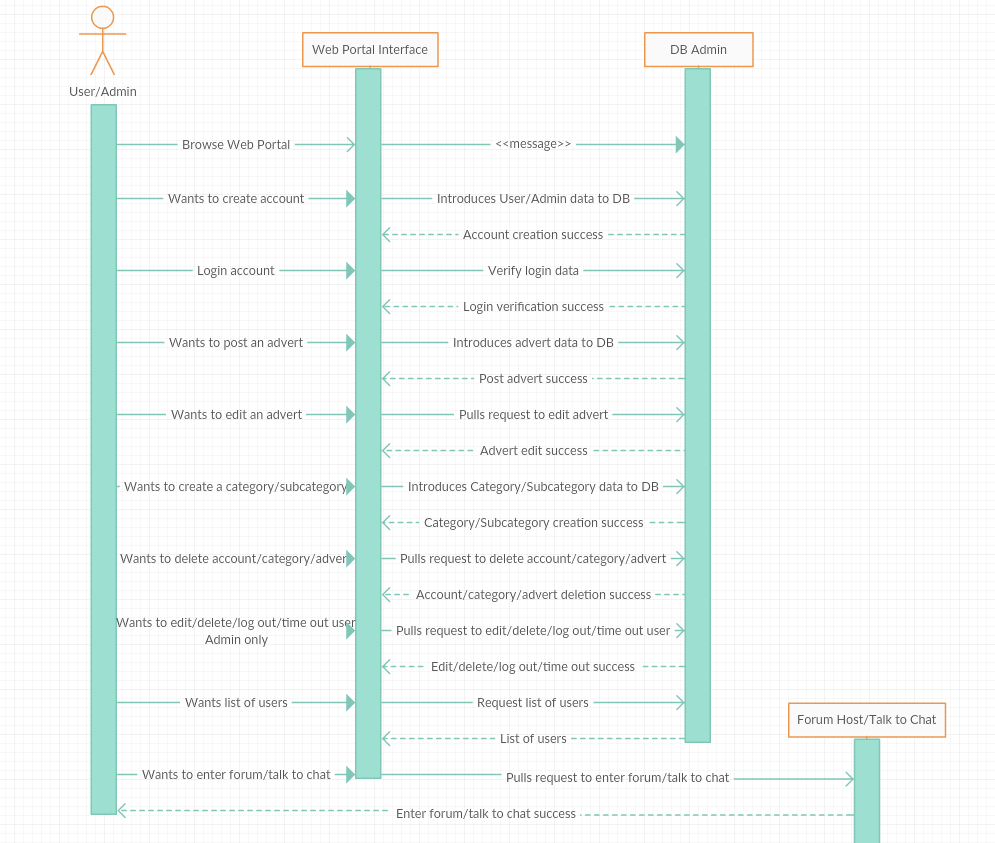 Web Portal Interface
DB Admin
User/Admin
Browse Web Portal
<<message>>
Wants to create account
Introduces User/Admin data to DB
Account creation success
Login account
Verify login data
Login verification success
Wants to post an advert
Introduces advert data to DB
Post advert success
Wants to edit an advert
Pulls request to edit advert
Advert edit success
Wants to create a category/subcategory
Introduces Category/Subcategory data to DB
Category/Subcategory creation success
Wants to delete account/category/adver
Pulls request to delete account/category/advert
Account/category/advert deletion success
Wants to edit/delete/log out/time out user
Admin only
Pulls request to edit/delete/log out/time out user
Edit/delete/log out/time out success
Wants list of users
Request list of users
Forum Host/Talk to Chat
List of users
Wants to enter forum/talk to chat
Pulls request to enter forum/talk to chat
Enter forum/talk to chat success